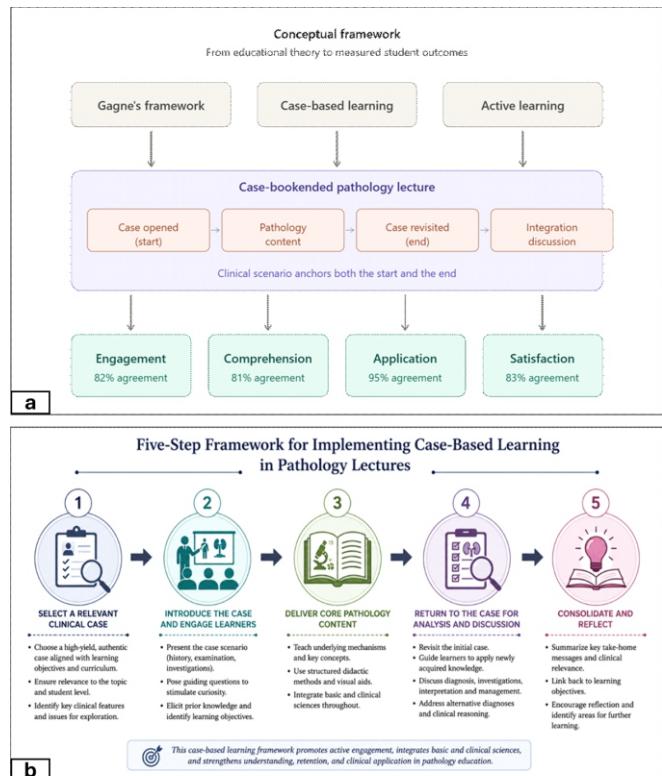 Conceptual framework
From educational theory to measured student outcomes
Gagne's framework
Case-based learning
Active learning
Case-bookended pathology lecture
Case opened
(start)
Pathology
content
Case revisited
(end)
Integration
discussion
Clinical scenario anchors both the start and the end
Engagement
82% agreement
Comprehension
81% agreement
Application
95% agreement
Satisfaction
83% agreement
a
Five-Step Framework for Implementing Case-Based Learning
in Pathology Lectures
1
SELECT A RELEVANT
CLINICAL CASE
• Choose a high-yield, authentic
case aligned with learning
objectives and curriculum.
• Ensure relevance to the topic
and student level.
• Identify key clinical features
and issues for exploration.
2
INTRODUCE THE CASE
AND ENGAGE LEARNERS
• Present the case scenario
(history, examination,
investigations).
• Pose guiding questions to
stimulate curiosity.
• Elicit prior knowledge and
identify learning objectives.
3
DELIVER CORE PATHOLOGY
CONTENT
• Teach underlying mechanisms
and key concepts.
• Use structured didactic
methods and visual aids.
• Integrate basic and clinical
sciences throughout.
4
RETURN TO THE CASE FOR
ANALYSIS AND DISCUSSION
• Revisit the initial case.
• Guide learners to apply newly
acquired knowledge.
• Discuss diagnosis, investigations,
interpretation and management.
• Address alternative diagnoses
and clinical reasoning.
5
CONSOLIDATE AND
REFLECT
• Summarize key take-home
messages and clinical
relevance.
• Link back to learning
objectives.
• Encourage reflection and
identify areas for further
learning.
This case-based learning framework promotes active engagement, integrates basic and clinical sciences,
and strengthens understanding, retention, and clinical application in pathology education.
b